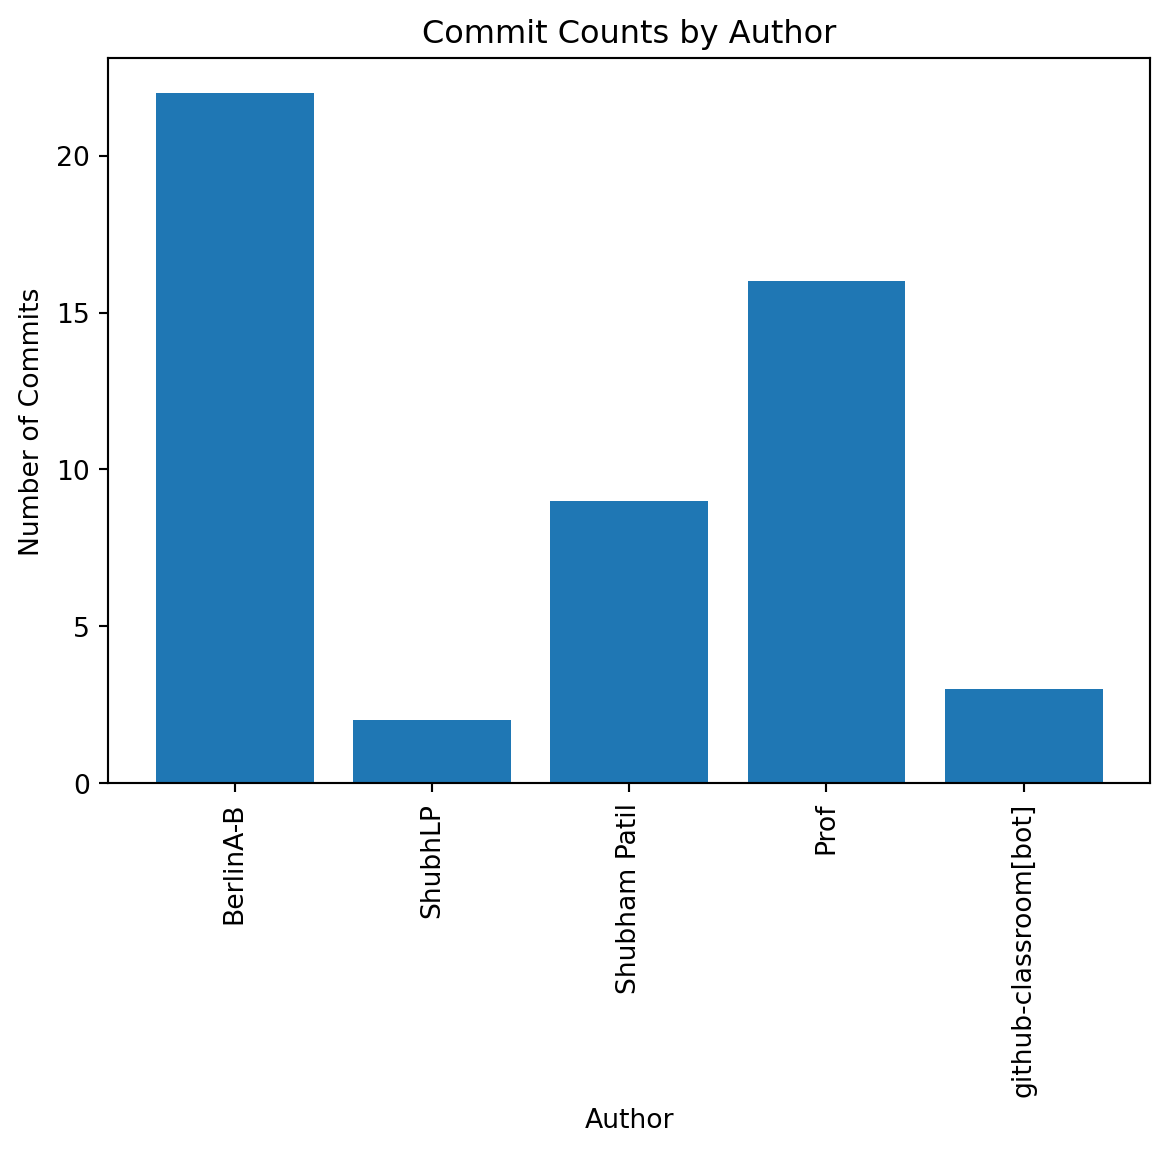 Commit Counts by Author
Number of Commits
20
15
10
5
0
BerlinA-B
ShubhLP
Shubham Patil
Prof
github-classroom[bot]
Author